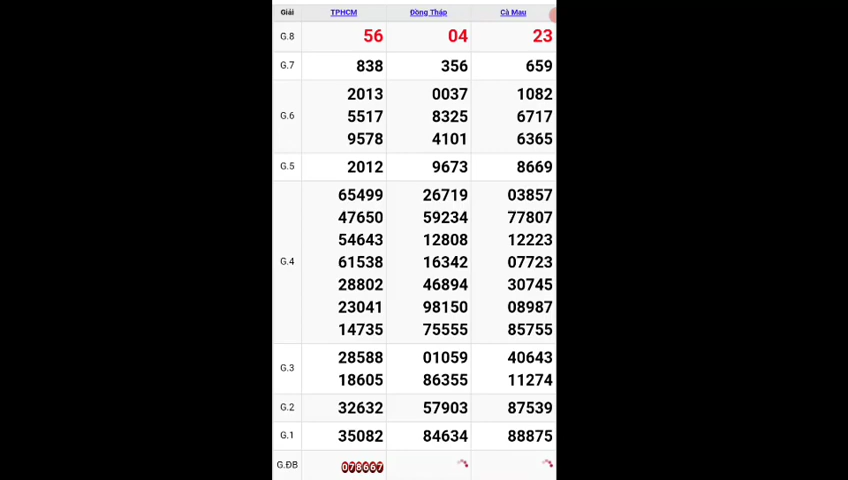 Giải TPHCM Đồng Tháp Cà Mau
G.8 56 04 23
G.7 838 356 659
2013 0037 1082
G.6 5517 8325 6717
9578 4101 6365
G.5 2012 9673 8669
65499 26719 03857
47650 59234 77807
54643 12808 12223
G.4 61538 16342 07723
28802 46894 30745
23041 98150 08987
14735 75555 85755
28588 01059 40643
G.3
18605 86355 11274
G.2 32632 57903 87539
G.1 35082 84634 88875
G.ĐB 078667